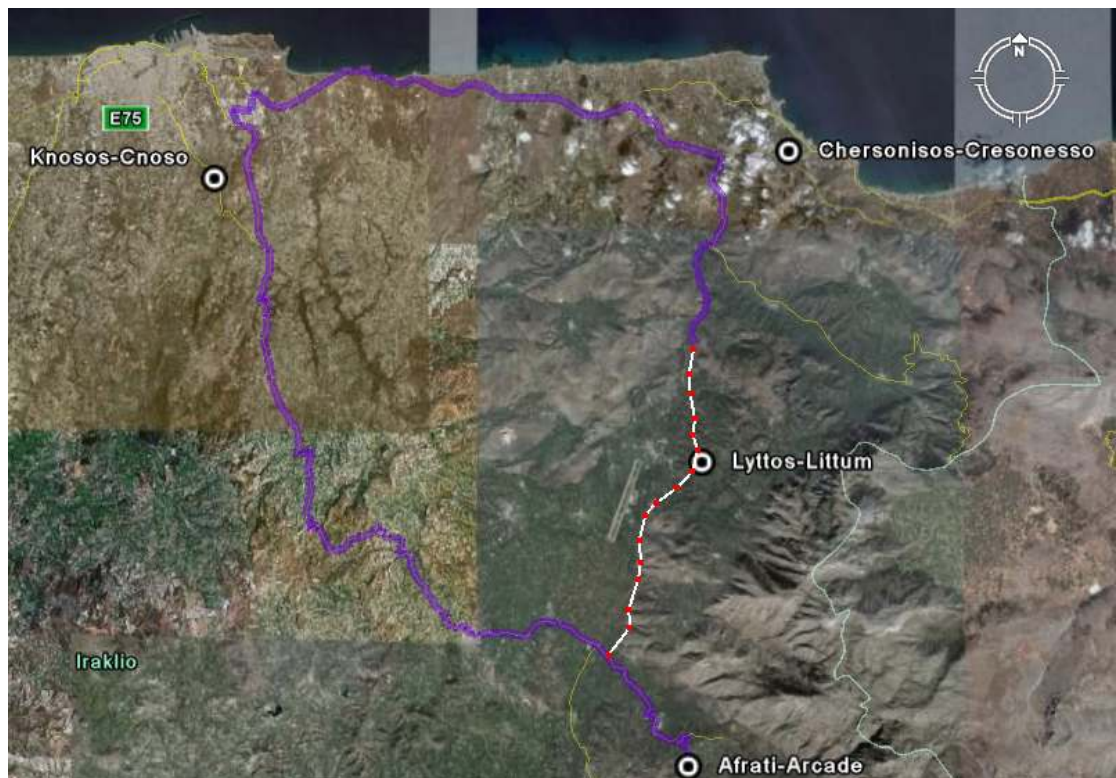 N
E75
Knosos-Cnoso
Chersonisos-Cresonesso
Lyttos-Littum
Iraklio
Afrati-Arcade